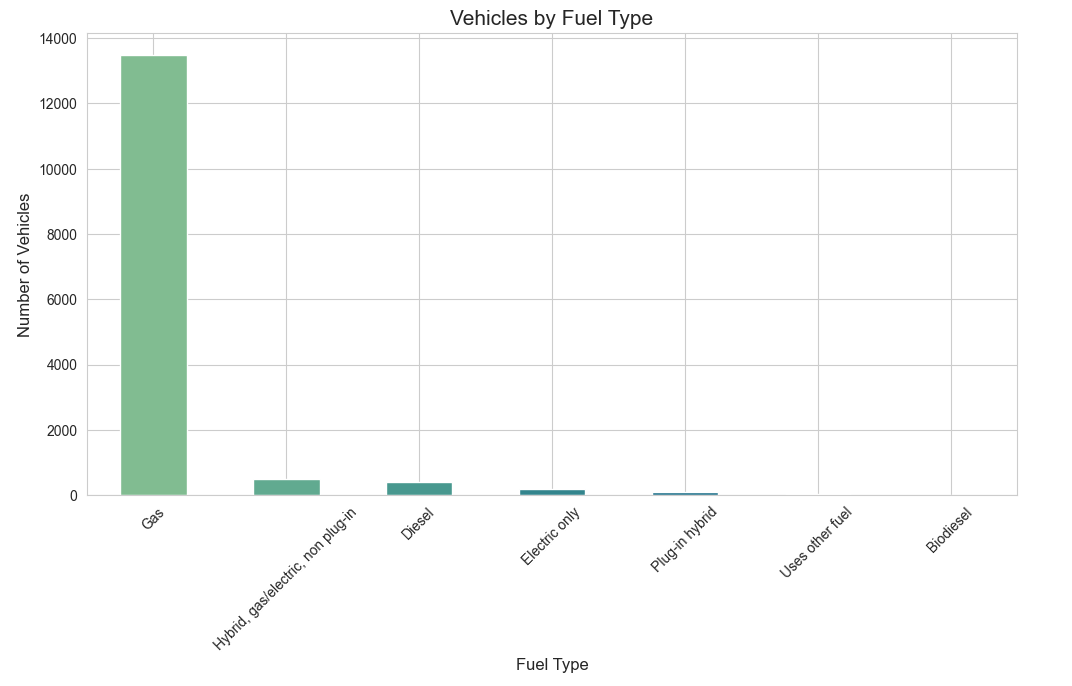 Vehicles by Fuel Type
14000
12000
10000
8000
6000
4000
2000
0
Number of Vehicles
Gas
Hybrid, gas/electric, non plug-in
Diesel
Electric only
Plug-in hybrid
Uses other fuel
Biodiesel
Fuel Type